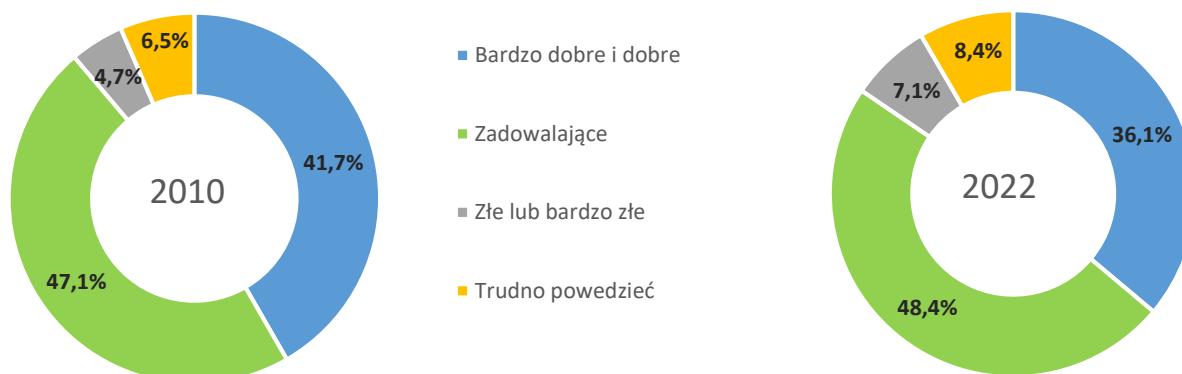 6,5%
4,7%
41,7%
2010
47,1%
Bardzo dobre i dobre
Zadowalające
Złe lub bardzo złe
Trudno powedzieć
8,4%
7,1%
36,1%
2022
48,4%